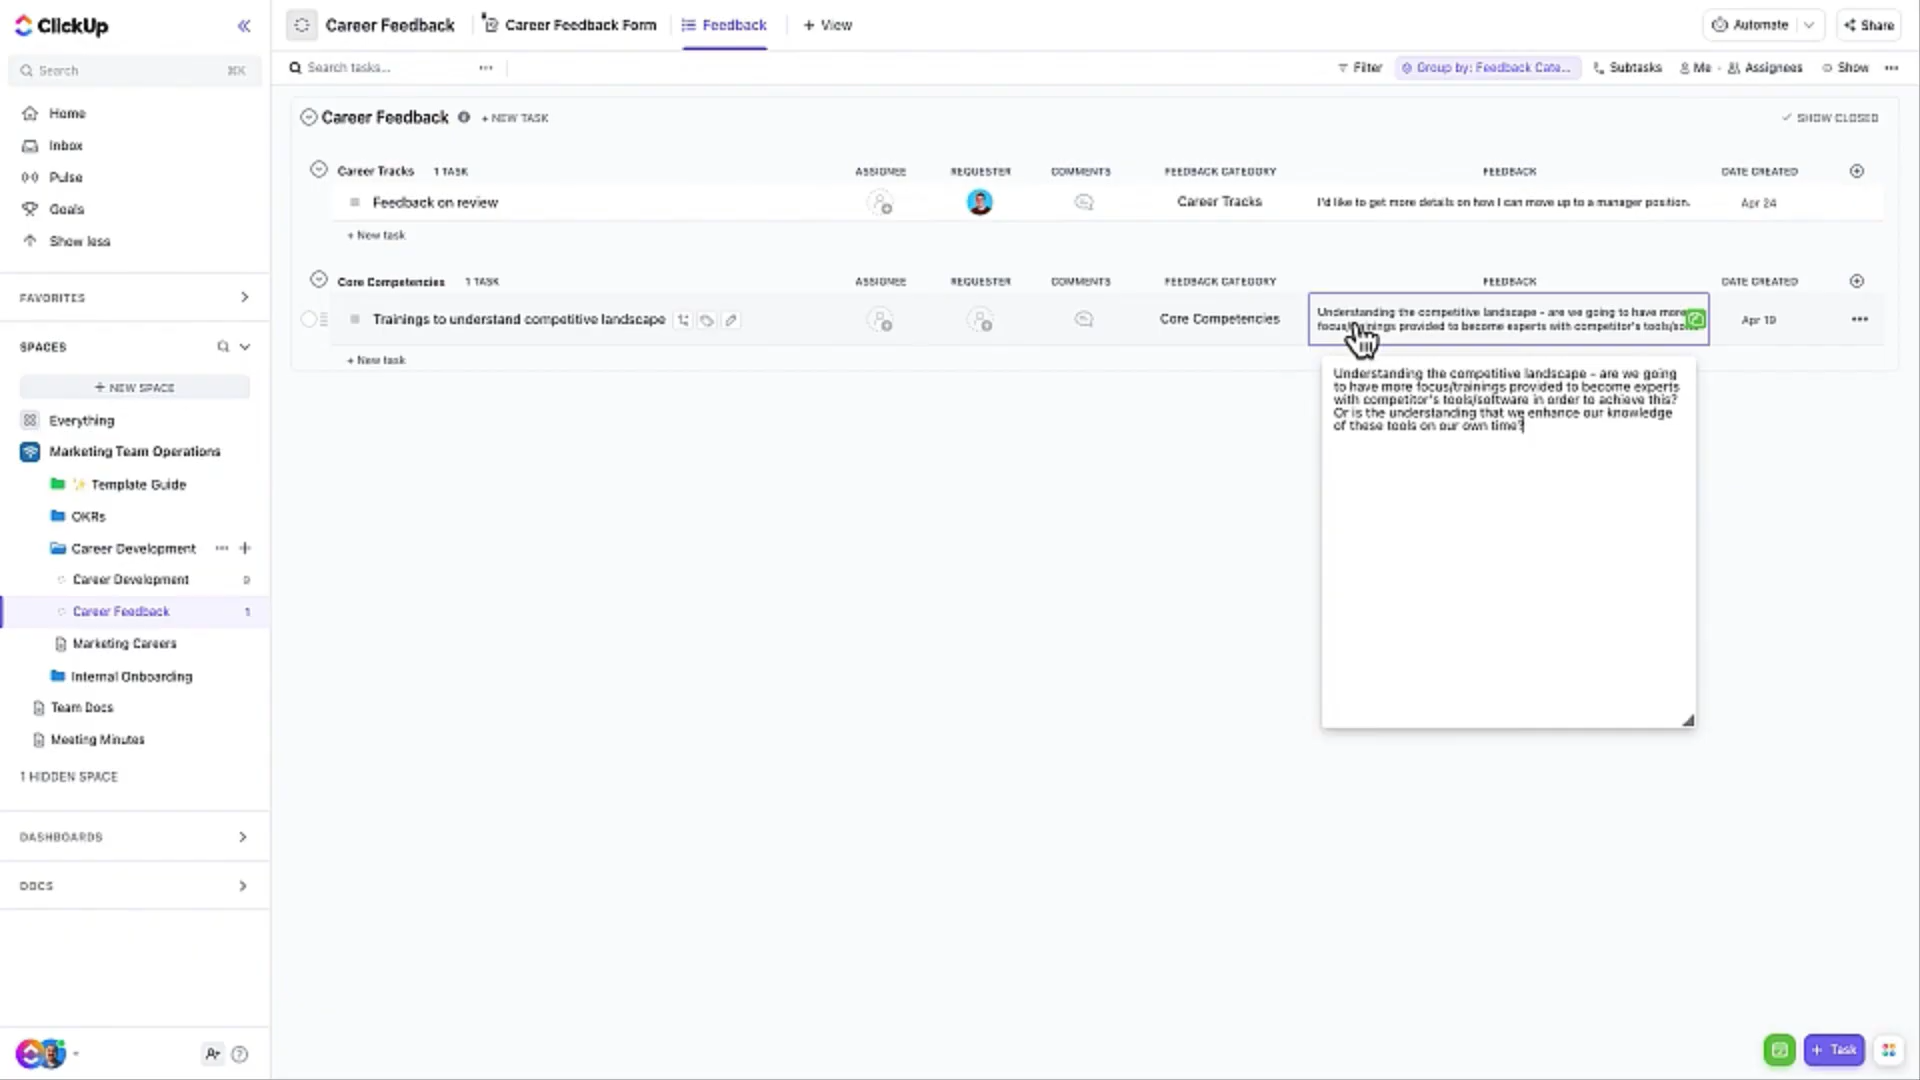 ClickUp
Career Feedback
Career Feedback Form
Feedback
+ View
Automate
Share
Search
⌘K
Search tasks...
Filter
Group by: Feedback Cate...
Subtasks
Me
Assignees
Show
Home
Inbox
Pulse
Goals
Show less
FAVORITES
SPACES
+ NEW SPACE
Everything
Marketing Team Operations
✨ Template Guide
OKRs
Career Development
Career Development
9
Career Feedback
1
Marketing Careers
Internal Onboarding
Team Docs
Meeting Minutes
1 HIDDEN SPACE
DASHBOARDS
DOCS
Career Feedback
+ NEW TASK
SHOW CLOSED
Career Tracks 1 TASK ASSIGNEE REQUESTER COMMENTS FEEDBACK CATEGORY FEEDBACK DATE CREATED
Feedback on review Career Tracks I'd like to get more details on how I can move up to a manager position. Apr 24
+ New task
Core Competencies 1 TASK ASSIGNEE REQUESTER COMMENTS FEEDBACK CATEGORY FEEDBACK DATE CREATED
Trainings to understand competitive landscape Core Competencies
Understanding the competitive landscape - are we going to have more
provided to become experts with competitor's
Apr 19
+ New task
Understanding the competitive landscape - are we going
to have more focus/trainings provided to become experts
with competitor's tools/software in order to achieve this?
Or is the understanding that we enhance our knowledge
of these tools on our own time?
+ Task